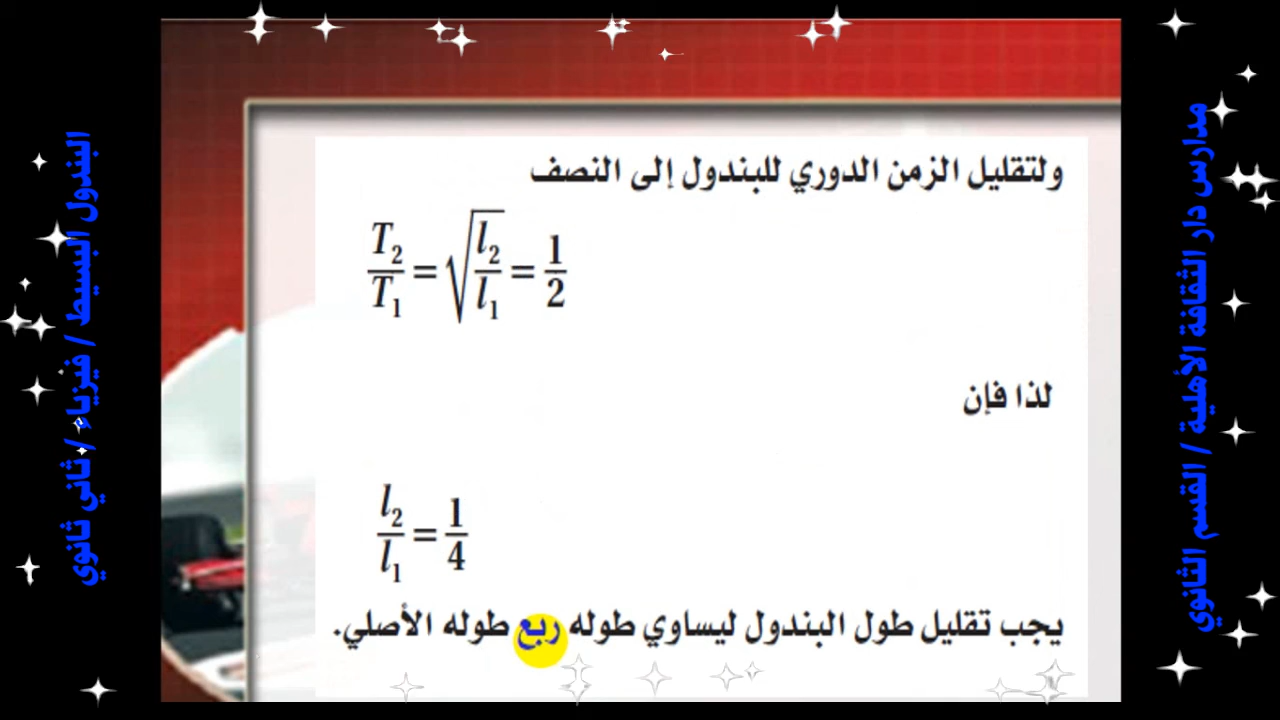 مدارس دار الثقافة الأهلية / القسم الثانوي
ولتقليل الزمن الدوري للبندول إلى النصف
T₂/T₁ = √(l₂/l₁) = 1/2
لذا فإن
l₂/l₁ = 1/4
يجب تقليل طول البندول ليساوي طوله ربع طوله الأصلي.
البندول البسيط / فيزياء / ثاني ثانوي